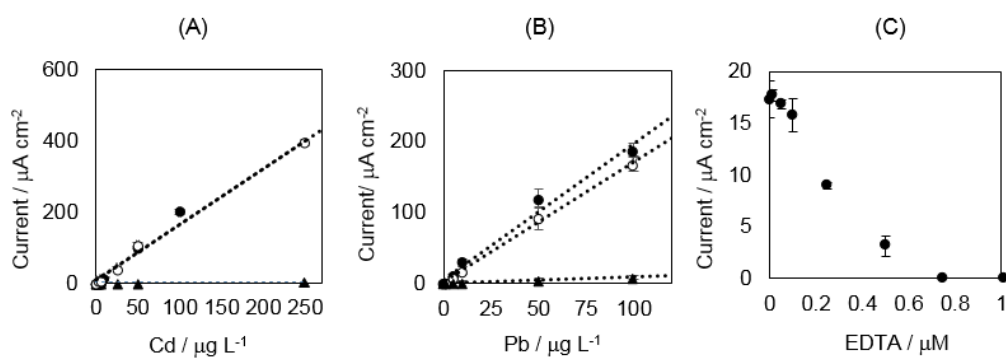 (A)
(B)
(C)
Current / μA cm⁻²
600
400
200
0
0 50 100 150 200 250
Cd / μg L⁻¹
Current/ μA cm⁻²
300
200
100
0
0 25 50 75 100
Pb / μg L⁻¹
Current / μA cm⁻²
20
15
10
5
0
0 0.2 0.4 0.6 0.8 1
EDTA / μM